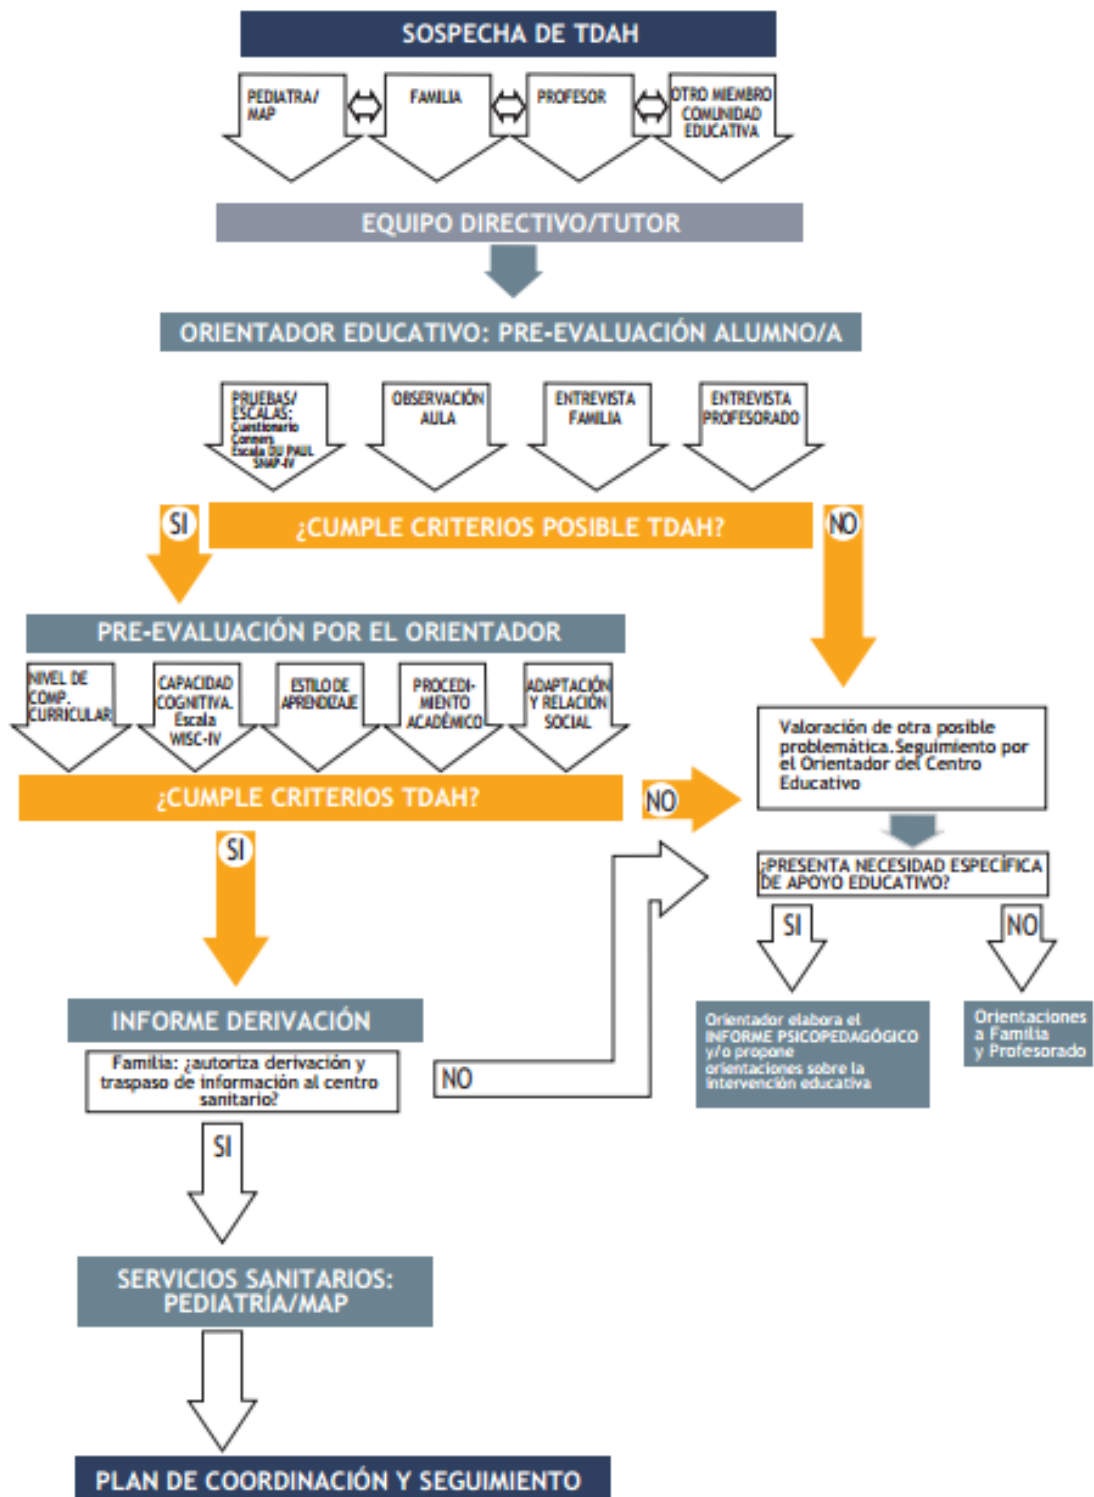 SOSPECHA DE TDAH
PEDIATRA/
MAP
FAMILIA
PROFESOR
OTRO MIEMBRO
COMUNIDAD
EDUCATIVA
EQUIPO DIRECTIVO/TUTOR
ORIENTADOR EDUCATIVO: PRE-EVALUACIÓN ALUMNO/A
PRUEBAS/
ESCALAS:
Cuestionario
Conners
Escala DU PAUL
SNAP-IV
OBSERVACIÓN
AULA
ENTREVISTA
FAMILIA
ENTREVISTA
PROFESORADO
SI
¿CUMPLE CRITERIOS POSIBLE TDAH?
NO
PRE-EVALUACIÓN POR EL ORIENTADOR
NIVEL DE
COMP.
CURRICULAR
CAPACIDAD
COGNITIVA.
Escala
WISC-IV
ESTILO DE
APRENDIZAJE
PROCEDI-
MIENTO
ACADÉMICO
ADAPTACIÓN
Y RELACIÓN
SOCIAL
¿CUMPLE CRITERIOS TDAH?
NO
SI
Valoración de otra posible
problemática.Seguimiento por
el Orientador del Centro
Educativo
¿PRESENTA NECESIDAD ESPECÍFICA
DE APOYO EDUCATIVO?
SI
NO
Orientador elabora el
INFORME PSICOPEDAGÓGICO
y/o propone
orientaciones sobre la
intervención educativa
Orientaciones
a Familia
y Profesorado
INFORME DERIVACIÓN
Familia: ¿autoriza derivación y
traspaso de información al centro
sanitario?
NO
SI
SERVICIOS SANITARIOS:
PEDIATRÍA/MAP
PLAN DE COORDINACIÓN Y SEGUIMIENTO